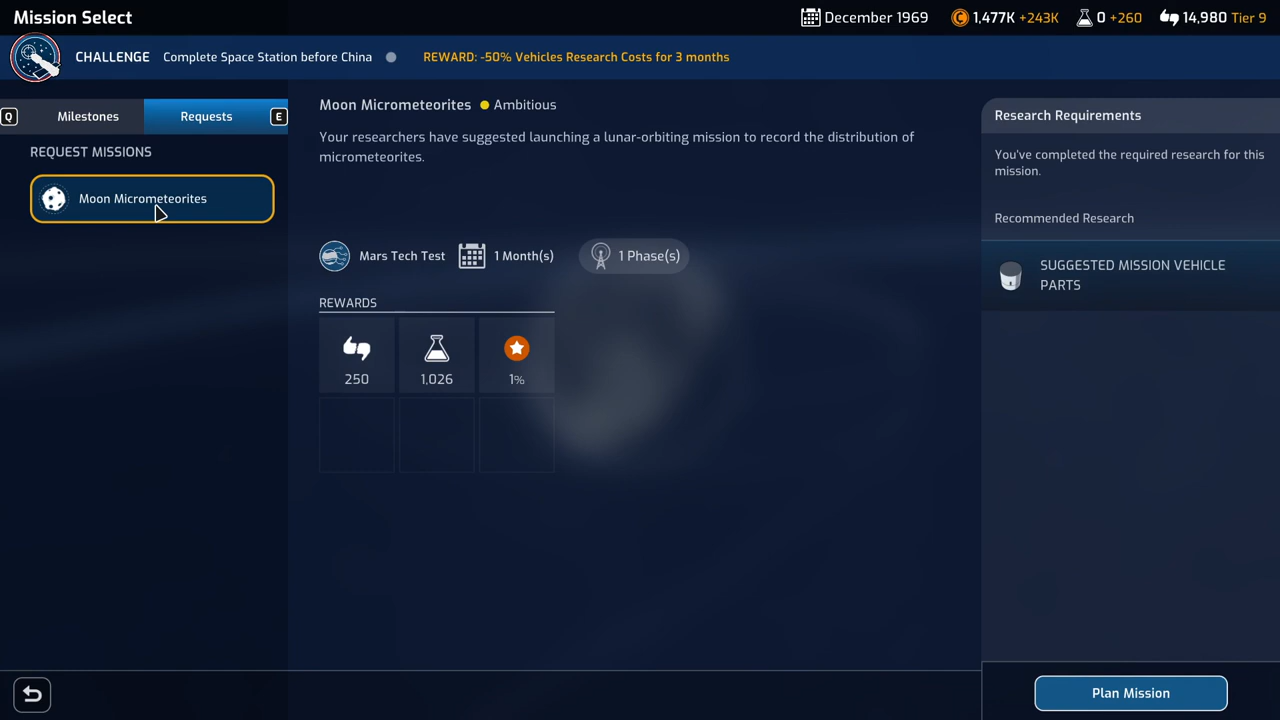 Mission Select
December 1969
1,477K +243K
0 +260
14,980 Tier 9
CHALLENGE Complete Space Station before China
REWARD: -50% Vehicles Research Costs for 3 months
Q Milestones Requests E
REQUEST MISSIONS
Moon Micrometeorites
Moon Micrometeorites Ambitious
Your researchers have suggested launching a lunar-orbiting mission to record the distribution of
micrometeorites.
Mars Tech Test 1 Month(s) 1 Phase(s)
REWARDS
250 1,026 1%
Research Requirements
You've completed the required research for this
mission.
Recommended Research
SUGGESTED MISSION VEHICLE
PARTS
Plan Mission